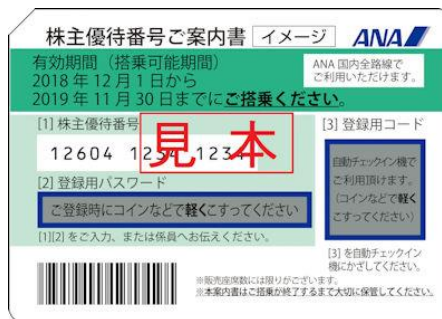 株主優待番号ご案内書 イメージ ANA
有効期間(搭乗可能期間)
2018年12月1日から
2019年11月30日までにご搭乗ください。
ANA国内全路線で
ご利用いただけます。
[1] 株主優待番号
12604 1234 1234
見本
[2] 登録用パスワード
ご登録時にコインなどで軽くこすってください
[1][2]をご入力、または係員へお伝えください。
[3] 登録用コード
自動チェックイン機で
ご利用頂けます。
(コインなどで軽く
こすってください)
[3]を自動チェックイン
機にかざしてください。
※販売座席数には限りがございます。
※本案内書はご搭乗が終了するまで大切に保管してください。